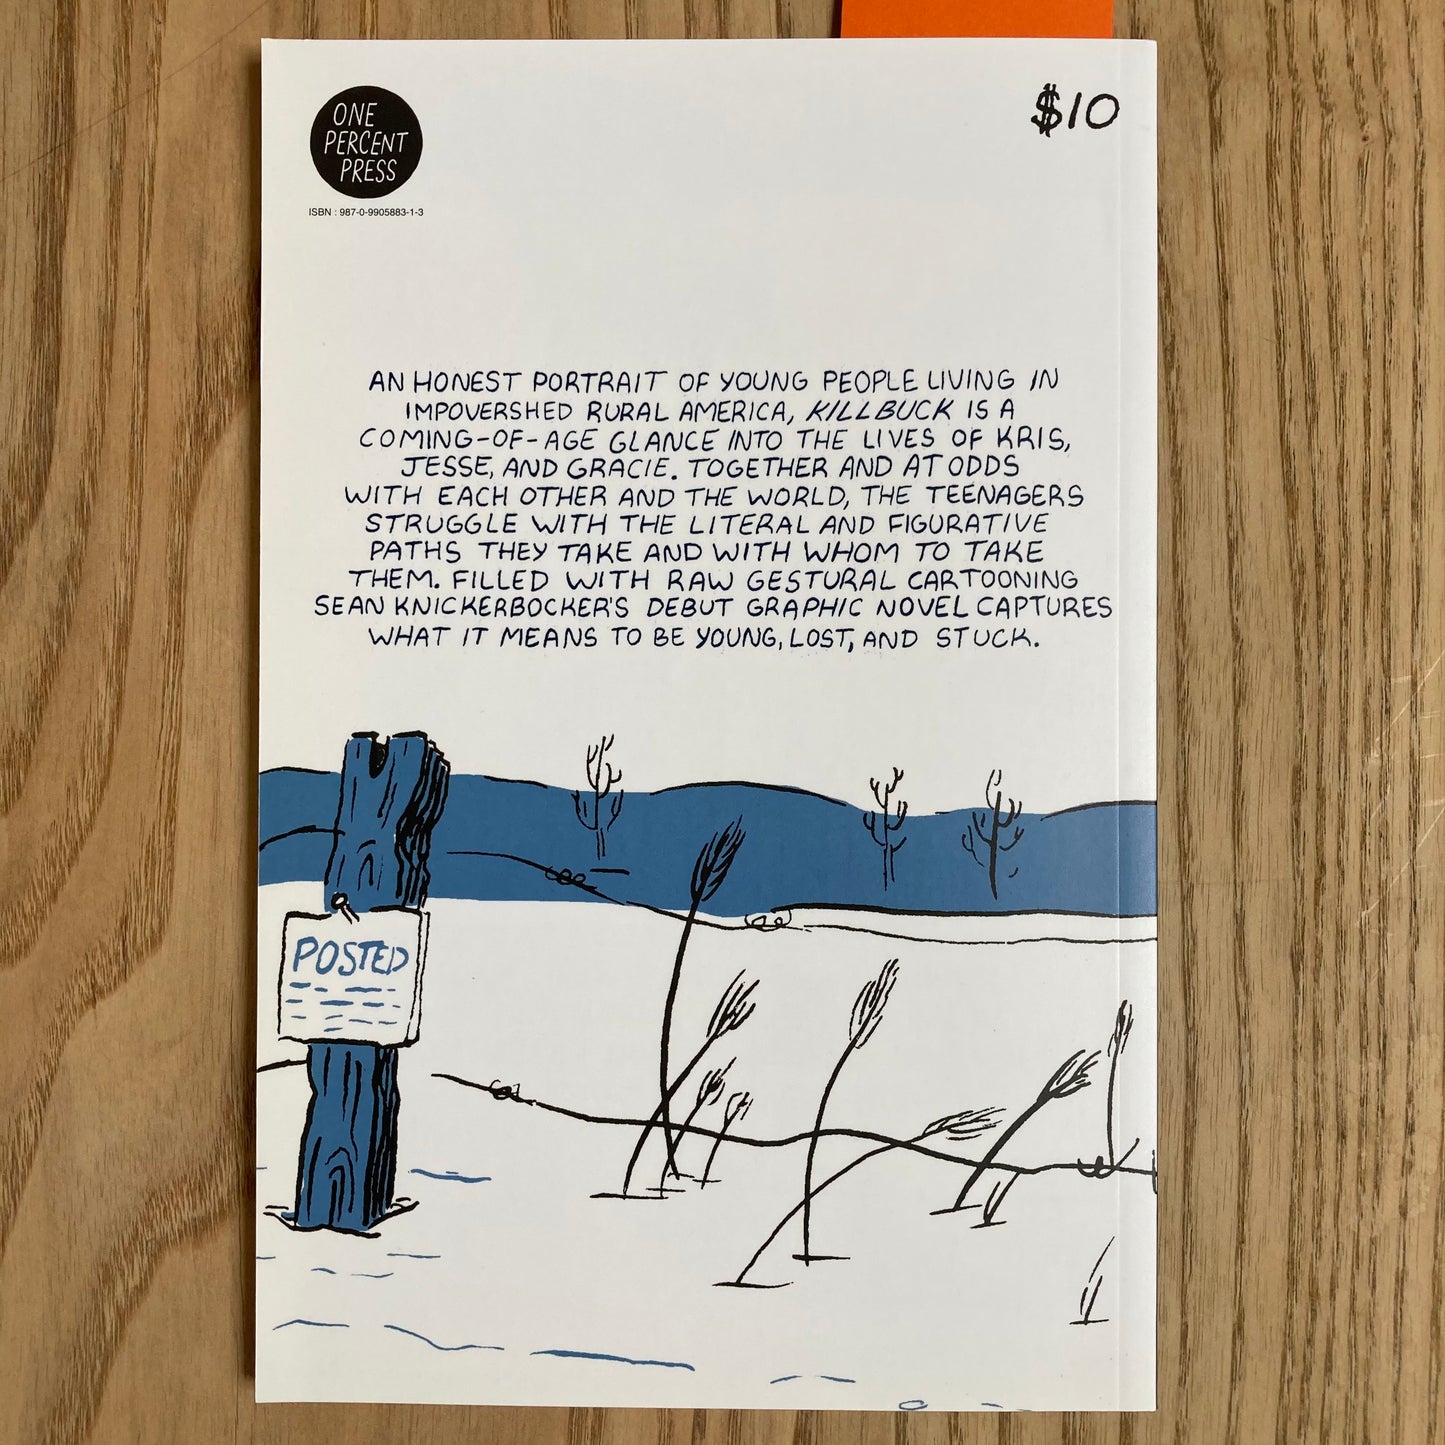 ONE
PERCENT
PRESS
ISBN : 987-0-9905883-1-3
$10
AN HONEST PORTRAIT OF YOUNG PEOPLE LIVING IN
IMPOVERSHED RURAL AMERICA, KILLBUCK IS A
COMING-OF-AGE GLANCE INTO THE LIVES OF KRIS,
JESSE, AND GRACIE. TOGETHER AND AT ODDS
WITH EACH OTHER AND THE WORLD, THE TEENAGERS
STRUGGLE WITH THE LITERAL AND FIGURATIVE
PATHS THEY TAKE AND WITH WHOM TO TAKE
THEM. FILLED WITH RAW GESTURAL CARTOONING
SEAN KNICKERBOCKER'S DEBUT GRAPHIC NOVEL CAPTURES
WHAT IT MEANS TO BE YOUNG, LOST, AND STUCK.
POSTED